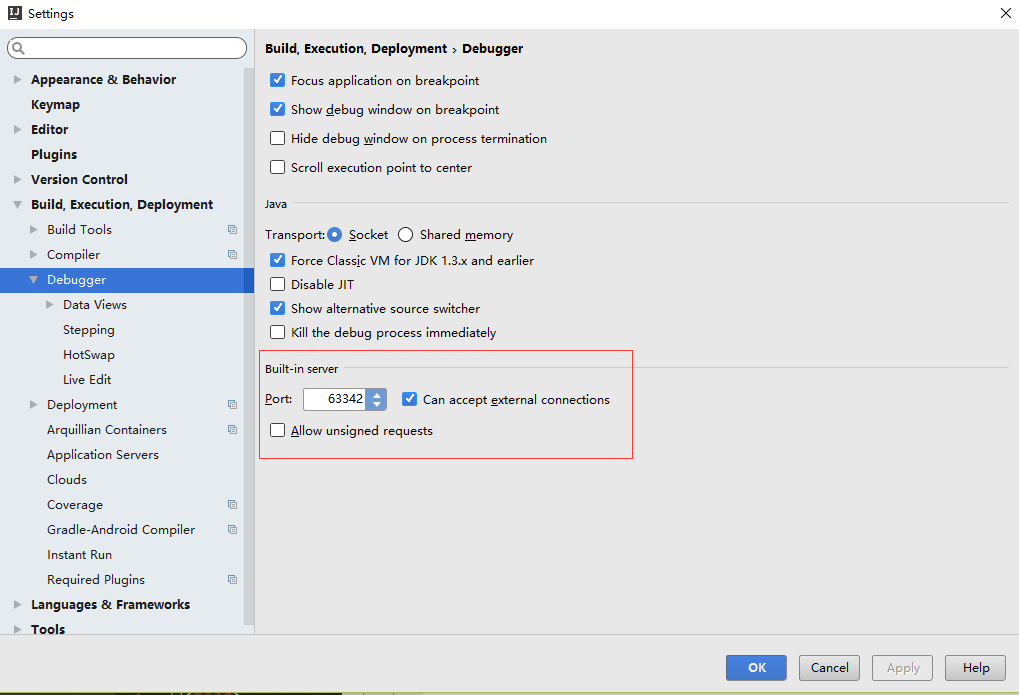 Settings
Appearance & Behavior
Keymap
Editor
Plugins
Version Control
Build, Execution, Deployment
Build Tools
Compiler
Debugger
Data Views
Stepping
HotSwap
Live Edit
Deployment
Arquillian Containers
Application Servers
Clouds
Coverage
Gradle-Android Compiler
Instant Run
Required Plugins
Languages & Frameworks
Tools
Build, Execution, Deployment › Debugger
Focus application on breakpoint
Show debug window on breakpoint
Hide debug window on process termination
Scroll execution point to center
Java
Transport: Socket Shared memory
Force Classic VM for JDK 1.3.x and earlier
Disable JIT
Show alternative source switcher
Kill the debug process immediately
Built-in server
Port: 63342 Can accept external connections
Allow unsigned requests
OK Cancel Apply Help